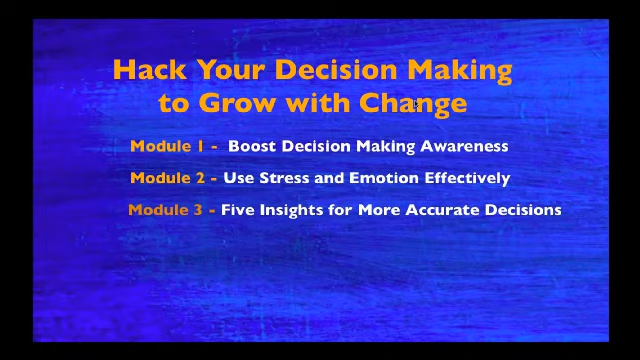 Hack Your Decision Making
to Grow with Change
Module 1 - Boost Decision Making Awareness
Module 2 - Use Stress and Emotion Effectively
Module 3 - Five Insights for More Accurate Decisions